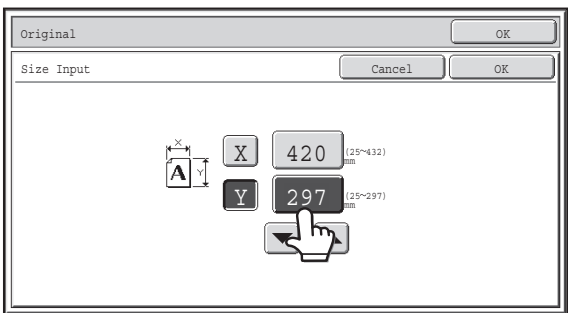 Original OK
Size Input Cancel OK
X
A Y
X 420 (25~432)
mm
Y 297 (25~297)
mm